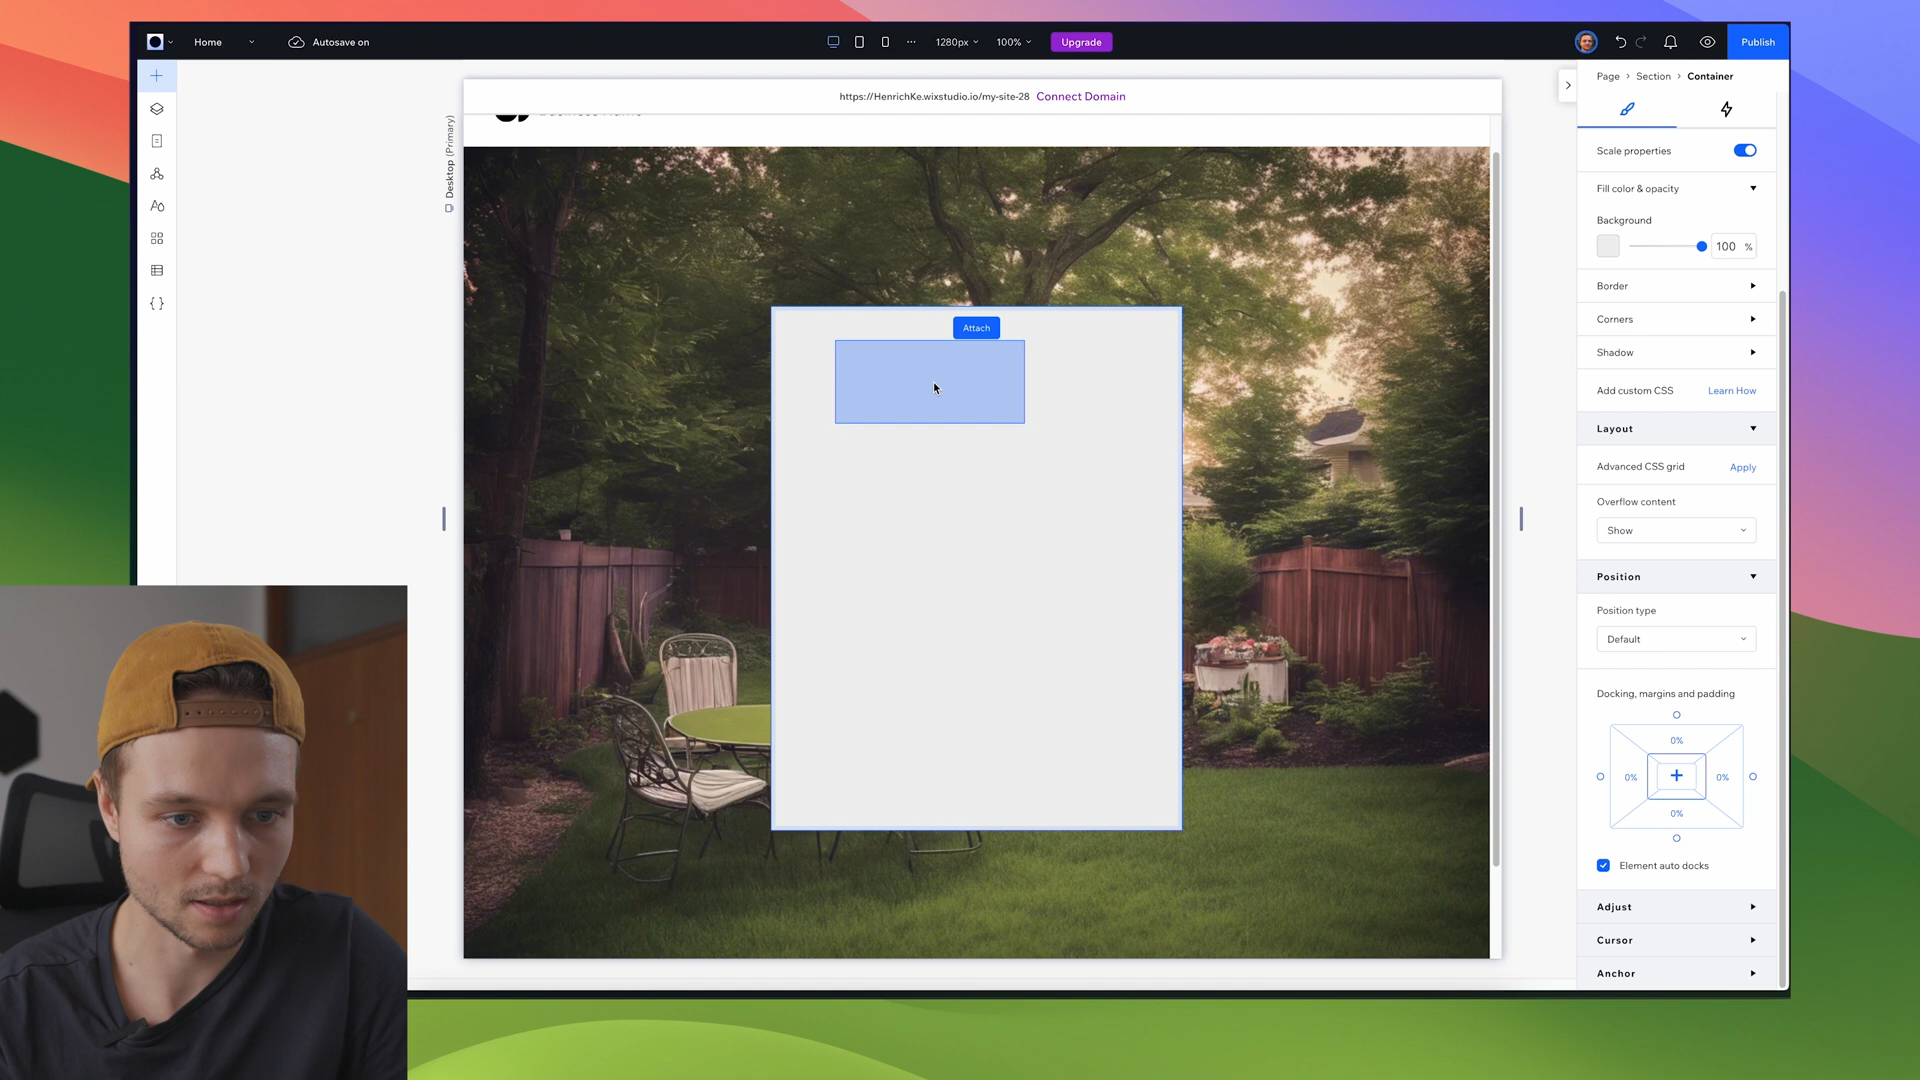 Home
Autosave on
1280px
100%
Upgrade
Publish
https://HenrichKe.wixstudio.io/my-site-28 Connect Domain
Desktop (Primary)
Attach
Page > Section > Container
Scale properties
Fill color & opacity
Background
100 %
Border
Corners
Shadow
Add custom CSS Learn How
Layout
Advanced CSS grid Apply
Overflow content
Show
Position
Position type
Default
Docking, margins and padding
0%
0% 0%
0%
Element auto docks
Adjust
Cursor
Anchor